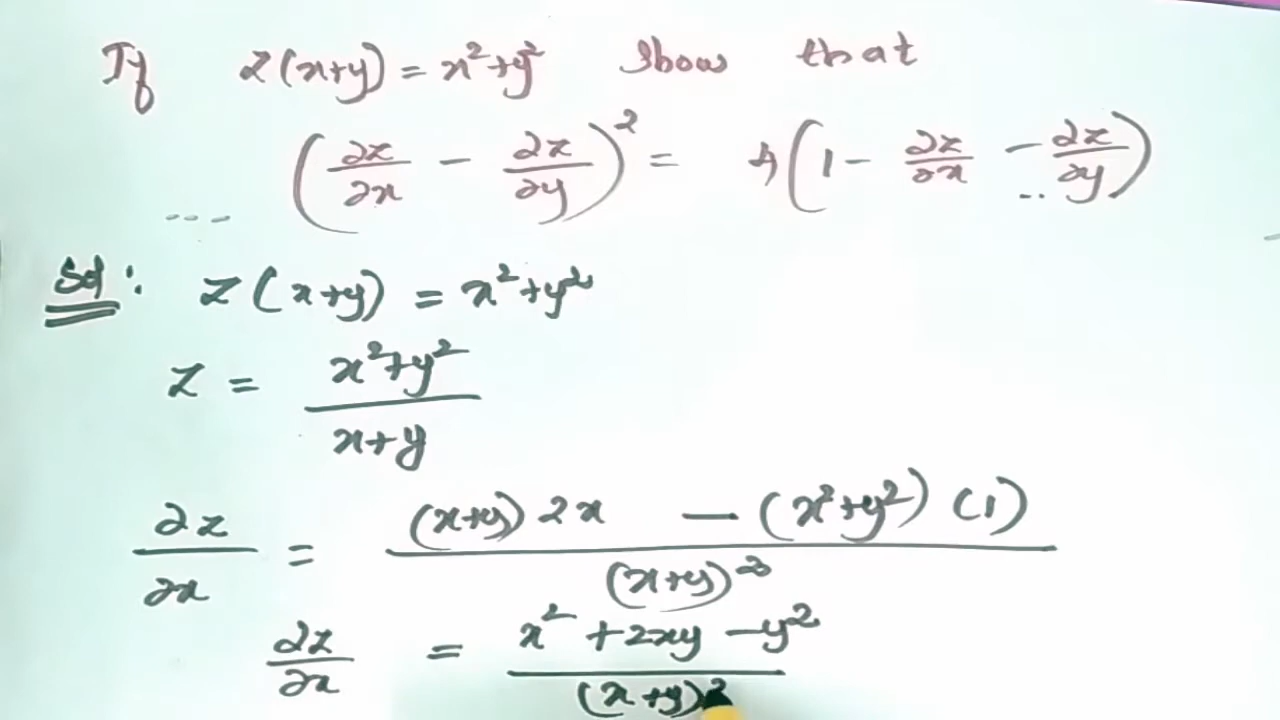 If z(x+y) = x²+y² show that
(∂z/∂x − ∂z/∂y)² = 4(1 − ∂z/∂x − ∂z/∂y)
Sol : z(x+y) = x²+y²
z = (x²+y²)/(x+y)
∂z/∂x = ((x+y)2x − (x²+y²)(1))/(x+y)²
∂z/∂x = (x²+2xy−y²)/(x+y)²